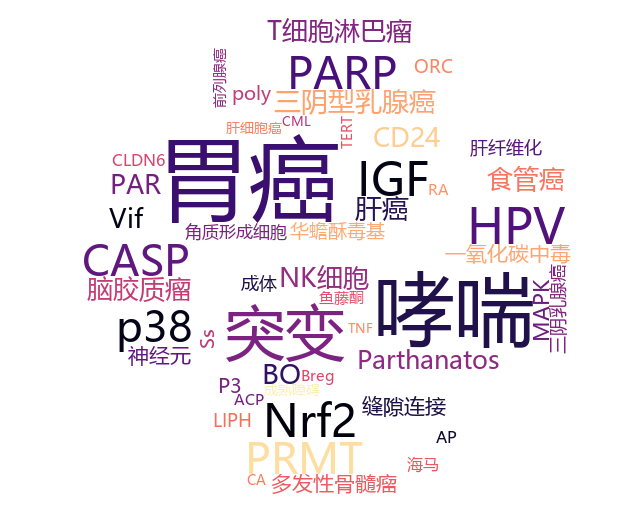 T细胞淋巴瘤
前列腺癌
PARP
ORC
poly
三阴型乳腺癌
肝细胞癌
CML
TERT
CD24
胃癌
CLDN6
PAR
IGF
RA
肝纤维化
食管癌
Vif
肝癌
HPV
角质形成细胞
华蟾酥毒基
CASP
一氧化碳中毒
脑胶质瘤
成体
NK细胞
鱼藤酮
哮喘
MAPK
三阴乳腺癌
p38
突变
TNF
Ss
神经元
Parthanatos
BO
Breg
P3
ACP
LIPH
Nrf2
缝隙连接
AP
PRMT
海马
CA
多发性骨髓瘤